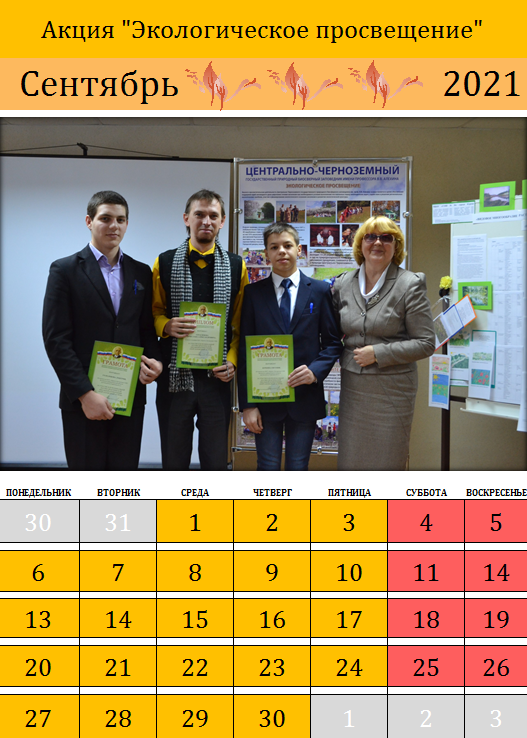 Акция "Экологическое просвещение"
Сентябрь 2021
ЦЕНТРАЛЬНО-ЧЕРНОЗЕМНЫЙ
ЭКОЛОГИЧЕСКОЕ ПРОСВЕЩЕНИЕ
ДИПЛОМ
ГРАМОТА
ГРАМОТА
ПОНЕДЕЛЬНИК ВТОРНИК СРЕДА ЧЕТВЕРГ ПЯТНИЦА СУББОТА ВОСКРЕСЕНЬЕ
30 31 1 2 3 4 5
6 7 8 9 10 11 14
13 14 15 16 17 18 19
20 21 22 23 24 25 26
27 28 29 30 1 2 3